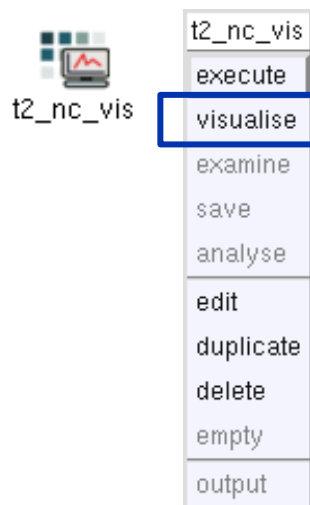 t2_nc_vis
t2_nc_vis
execute
visualise
examine
save
analyse
edit
duplicate
delete
empty
output